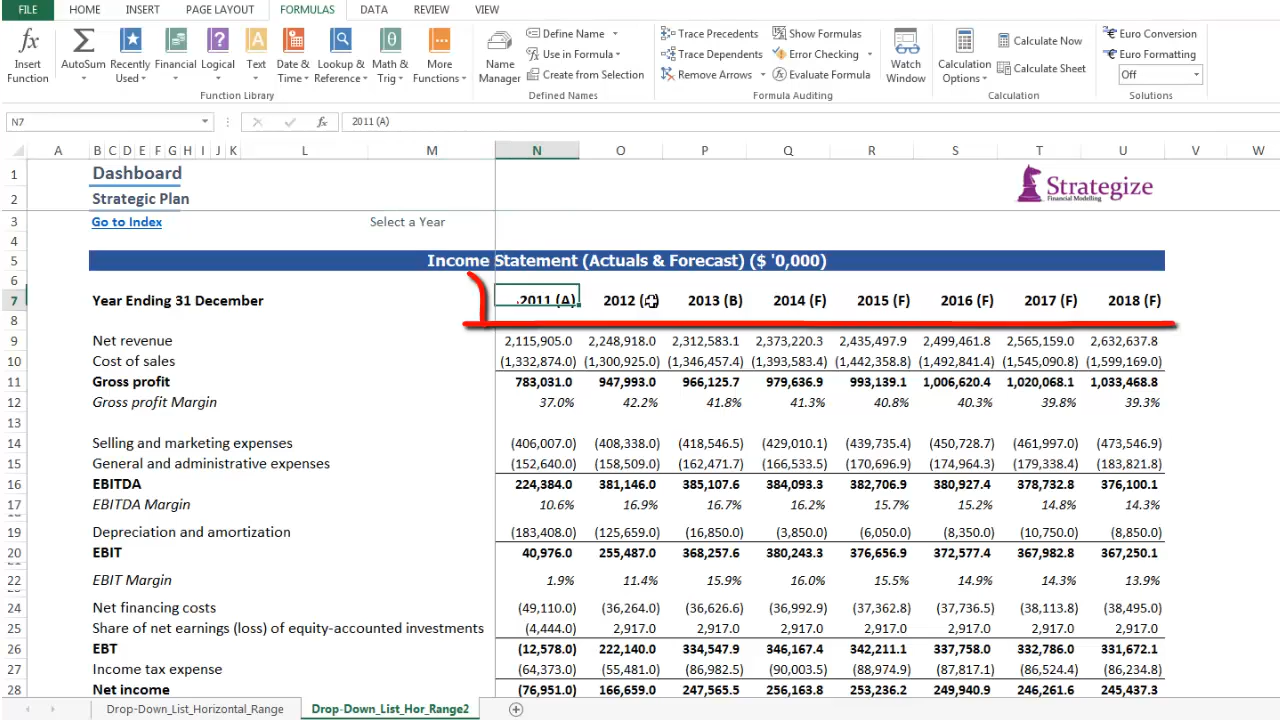 FILE HOME INSERT PAGE LAYOUT FORMULAS DATA REVIEW VIEW
fx Σ ? A θ
Insert Function AutoSum Recently Used Financial Logical Text Date & Time Lookup & Reference Math & Trig More Functions
Function Library
Name Manager
Define Name
Use in Formula
Create from Selection
Defined Names
Trace Precedents Show Formulas
Trace Dependents Error Checking
Remove Arrows Evaluate Formula
Watch Window
Formula Auditing
Calculation Options
Calculate Now
Calculate Sheet
Calculation
Euro Conversion
Euro Formatting
Off
Solutions
N7 fx 2011 (A)
A B C D E F G H I J K L M N O P Q R S T U V W
1 Dashboard
Strategize
Financial Modelling
2 Strategic Plan
3 Go to Index Select a Year
4
5 Income Statement (Actuals & Forecast) ($ '0,000)
6
7 Year Ending 31 December 2011 (A) 2012 ( 2013 (B) 2014 (F) 2015 (F) 2016 (F) 2017 (F) 2018 (F)
8
9 Net revenue 2,115,905.0 2,248,918.0 2,312,583.1 2,373,220.3 2,435,497.9 2,499,461.8 2,565,159.0 2,632,637.8
10 Cost of sales (1,332,874.0) (1,300,925.0) (1,346,457.4) (1,393,583.4) (1,442,358.8) (1,492,841.4) (1,545,090.8) (1,599,169.0)
11 Gross profit 783,031.0 947,993.0 966,125.7 979,636.9 993,139.1 1,006,620.4 1,020,068.1 1,033,468.8
12 Gross profit Margin 37.0% 42.2% 41.8% 41.3% 40.8% 40.3% 39.8% 39.3%
13
14 Selling and marketing expenses (406,007.0) (408,338.0) (418,546.5) (429,010.1) (439,735.4) (450,728.7) (461,997.0) (473,546.9)
15 General and administrative expenses (152,640.0) (158,509.0) (162,471.7) (166,533.5) (170,696.9) (174,964.3) (179,338.4) (183,821.8)
16 EBITDA 224,384.0 381,146.0 385,107.6 384,093.3 382,706.9 380,927.4 378,732.8 376,100.1
17 EBITDA Margin 10.6% 16.9% 16.7% 16.2% 15.7% 15.2% 14.8% 14.3%
19 Depreciation and amortization (183,408.0) (125,659.0) (16,850.0) (3,850.0) (6,050.0) (8,350.0) (10,750.0) (8,850.0)
20 EBIT 40,976.0 255,487.0 368,257.6 380,243.3 376,656.9 372,577.4 367,982.8 367,250.1
22 EBIT Margin 1.9% 11.4% 15.9% 16.0% 15.5% 14.9% 14.3% 13.9%
24 Net financing costs (49,110.0) (36,264.0) (36,626.6) (36,992.9) (37,362.8) (37,736.5) (38,113.8) (38,495.0)
25 Share of net earnings (loss) of equity-accounted investments (4,444.0) 2,917.0 2,917.0 2,917.0 2,917.0 2,917.0 2,917.0 2,917.0
26 EBT (12,578.0) 222,140.0 334,547.9 346,167.4 342,211.1 337,758.0 332,786.0 331,672.1
27 Income tax expense (64,373.0) (55,481.0) (86,982.5) (90,003.5) (88,974.9) (87,817.1) (86,524.4) (86,234.8)
28 Net income (76,951.0) 166,659.0 247,565.5 256,163.8 253,236.2 249,940.9 246,261.6 245,437.3
Drop-Down_List_Horizontal_Range Drop-Down_List_Hor_Range2